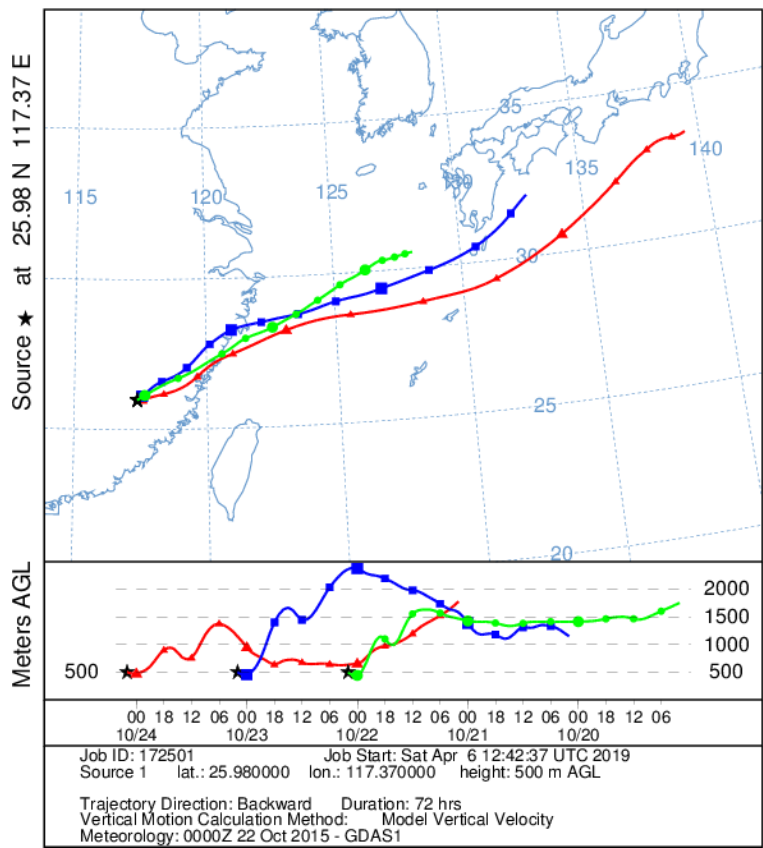 Source ★ at 25.98 N 117.37 E
35
140
115
120
125
130
135
30
25
20
Meters AGL
2000
1500
1000
500
500
00 18 12 06 00 18 12 06 00 18 12 06 00 18 12 06 00 18 12 06
10/24 10/23 10/22 10/21 10/20
Job ID: 172501 Job Start: Sat Apr 6 12:42:37 UTC 2019
Source 1 lat.: 25.980000 lon.: 117.370000 height: 500 m AGL
Trajectory Direction: Backward Duration: 72 hrs
Vertical Motion Calculation Method: Model Vertical Velocity
Meteorology: 0000Z 22 Oct 2015 - GDAS1